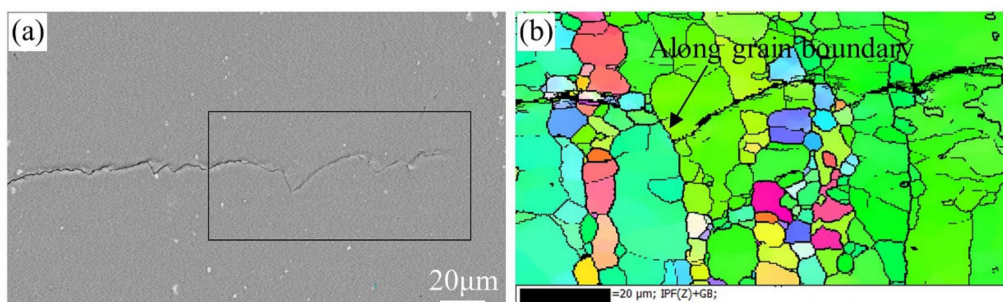 (a)
20μm
(b)
Along grain boundary
=20 μm; IPF(Z)+GB;